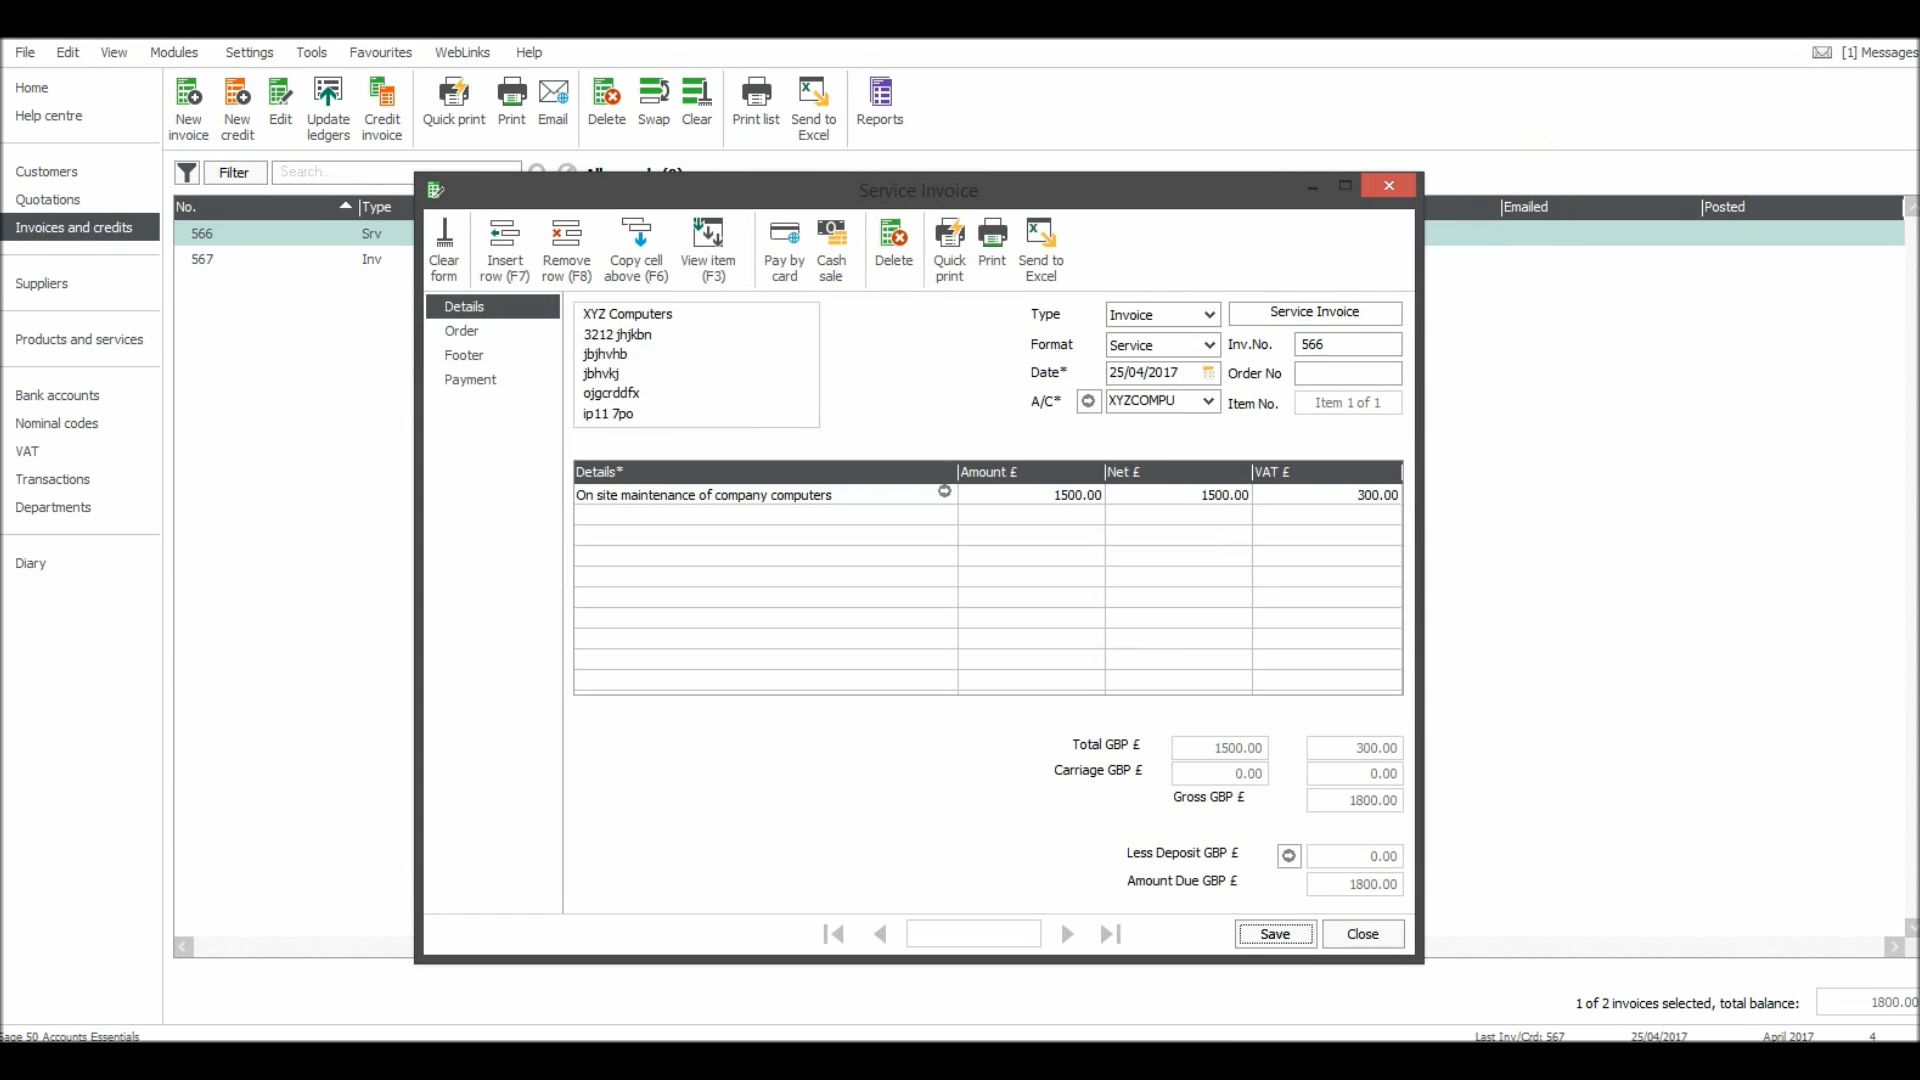 File Edit View Modules Settings Tools Favourites WebLinks Help [1] Messages
Home
Help centre
Customers
Quotations
Invoices and credits
Suppliers
Products and services
Bank accounts
Nominal codes
VAT
Transactions
Departments
Diary
New invoice
New credit
Edit
Update ledgers
Credit invoice
Quick print
Print
Email
Delete
Swap
Clear
Print list
Send to Excel
Reports
Filter
Search...
No. Type Emailed Posted
566 Srv
567 Inv
Service Invoice
Clear form
Insert row (F7)
Remove row (F8)
Copy cell above (F6)
View item (F3)
Pay by card
Cash sale
Delete
Quick print
Print
Send to Excel
Details
Order
Footer
Payment
XYZ Computers
3212 jhjkbn
jbjhvhb
jbhvkj
ojgcrddfx
ip11 7po
Type Invoice Service Invoice
Format Service Inv.No. 566
Date* 25/04/2017 Order No
A/C* XYZCOMPU Item No. Item 1 of 1
Details* Amount £ Net £ VAT £
On site maintenance of company computers 1500.00 1500.00 300.00
Total GBP £ 1500.00 300.00
Carriage GBP £ 0.00 0.00
Gross GBP £ 1800.00
Less Deposit GBP £ 0.00
Amount Due GBP £ 1800.00
Save Close
1 of 2 invoices selected, total balance: 1800.00
Sage 50 Accounts Essentials Last Inv/Crd: 567 25/04/2017 April 2017 4